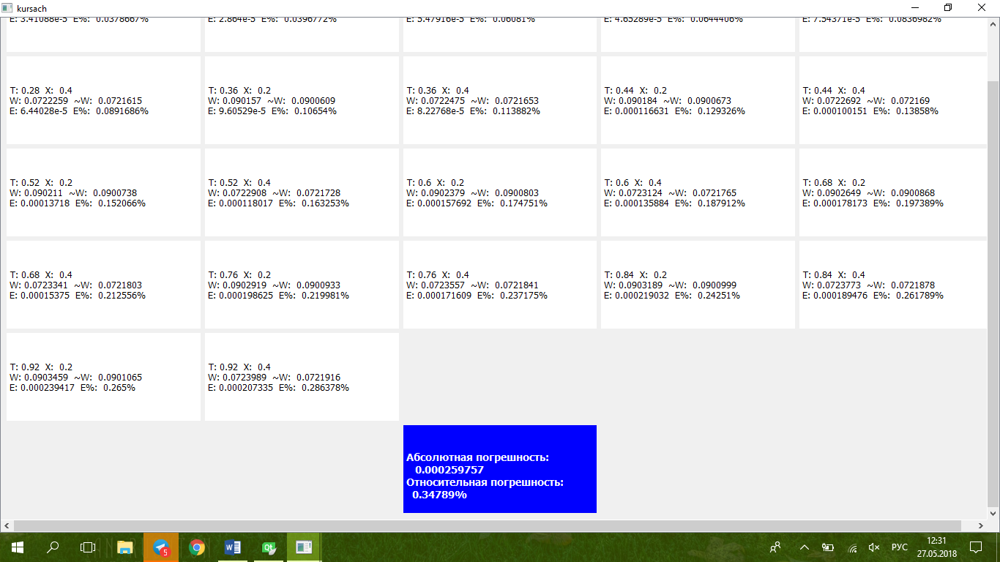 kursach
E: 3.41088e-5 E%: 0.0378667%
E: 2.864e-5 E%: 0.0396772%
E: 5.47916e-5 E%: 0.06081%
E: 4.65289e-5 E%: 0.0644406%
E: 7.54371e-5 E%: 0.0836982%
T: 0.28 X: 0.4
W: 0.0722259 ~W: 0.0721615
E: 6.44028e-5 E%: 0.0891686%
T: 0.36 X: 0.2
W: 0.090157 ~W: 0.0900609
E: 9.60529e-5 E%: 0.10654%
T: 0.36 X: 0.4
W: 0.0722475 ~W: 0.0721653
E: 8.22768e-5 E%: 0.113882%
T: 0.44 X: 0.2
W: 0.090184 ~W: 0.0900673
E: 0.000116631 E%: 0.129326%
T: 0.44 X: 0.4
W: 0.0722692 ~W: 0.072169
E: 0.000100151 E%: 0.13858%
T: 0.52 X: 0.2
W: 0.090211 ~W: 0.0900738
E: 0.00013718 E%: 0.152066%
T: 0.52 X: 0.4
W: 0.0722908 ~W: 0.0721728
E: 0.000118017 E%: 0.163253%
T: 0.6 X: 0.2
W: 0.0902379 ~W: 0.0900803
E: 0.000157692 E%: 0.174751%
T: 0.6 X: 0.4
W: 0.0723124 ~W: 0.0721765
E: 0.000135884 E%: 0.187912%
T: 0.68 X: 0.2
W: 0.0902649 ~W: 0.0900868
E: 0.000178173 E%: 0.197389%
T: 0.68 X: 0.4
W: 0.0723341 ~W: 0.0721803
E: 0.00015375 E%: 0.212556%
T: 0.76 X: 0.2
W: 0.0902919 ~W: 0.0900933
E: 0.000198625 E%: 0.219981%
T: 0.76 X: 0.4
W: 0.0723557 ~W: 0.0721841
E: 0.000171609 E%: 0.237175%
T: 0.84 X: 0.2
W: 0.0903189 ~W: 0.0900999
E: 0.000219032 E%: 0.24251%
T: 0.84 X: 0.4
W: 0.0723773 ~W: 0.0721878
E: 0.000189476 E%: 0.261789%
T: 0.92 X: 0.2
W: 0.0903459 ~W: 0.0901065
E: 0.000239417 E%: 0.265%
T: 0.92 X: 0.4
W: 0.0723989 ~W: 0.0721916
E: 0.000207335 E%: 0.286378%
Абсолютная погрешность:
0.000259757
Относительная погрешность:
0.34789%
5
W
Qt
РУС
12:31
27.05.2018